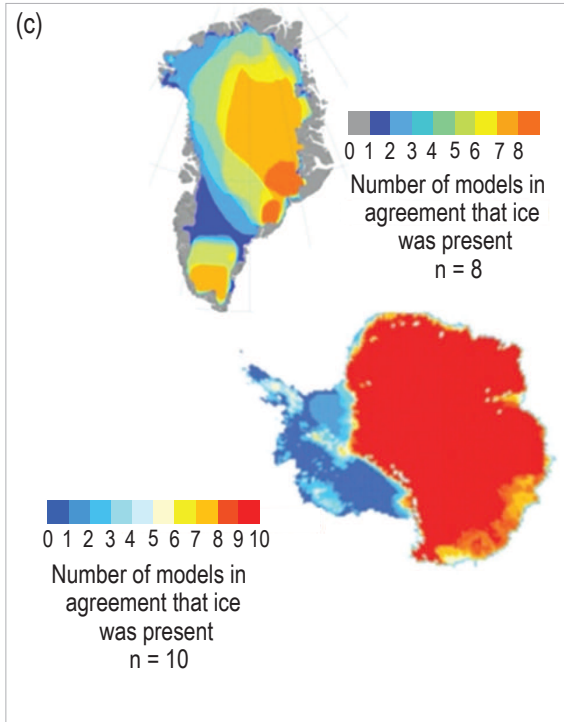 (c)
0 1 2 3 4 5 6 7 8
Number of models in
agreement that ice
was present
n = 8
0 1 2 3 4 5 6 7 8 9 10
Number of models in
agreement that ice
was present
n = 10